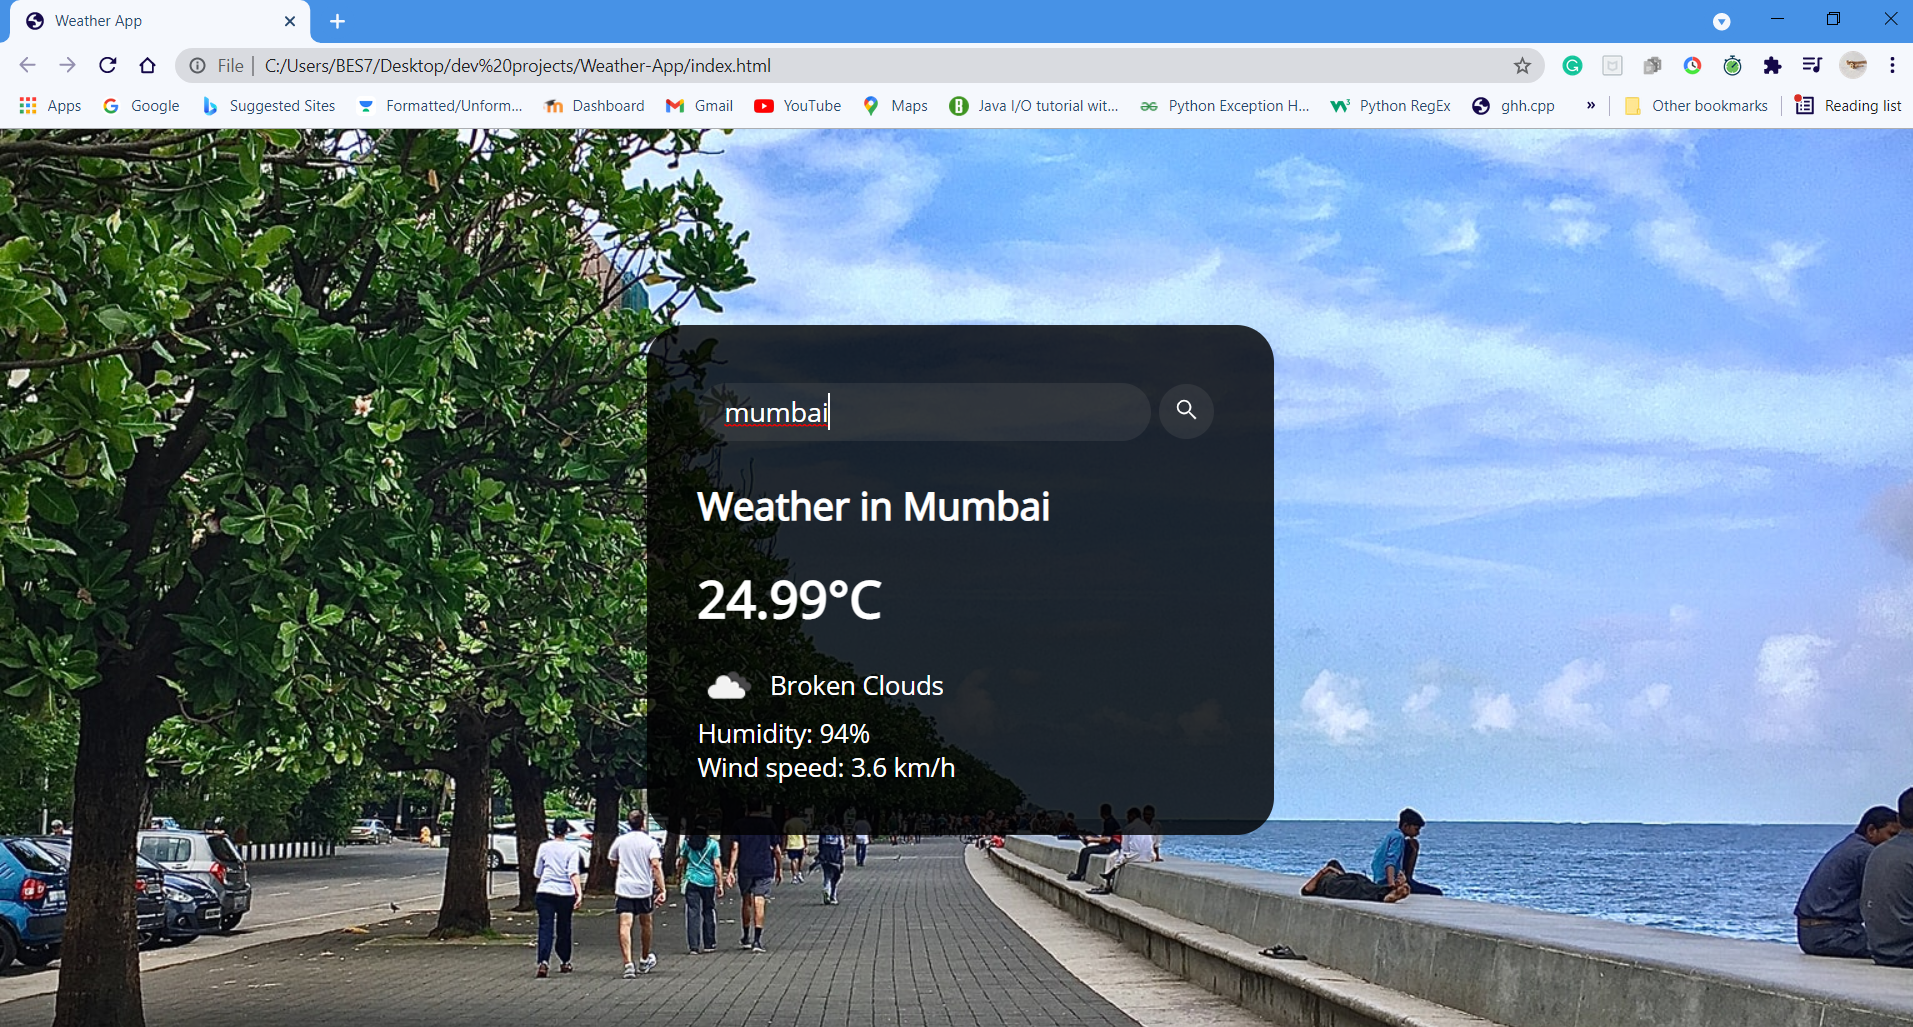 Weather App
File | C:/Users/BES7/Desktop/dev%20projects/Weather-App/index.html
Apps Google Suggested Sites Formatted/Unform... Dashboard Gmail YouTube Maps Java I/O tutorial wit... Python Exception H... Python RegEx ghh.cpp » Other bookmarks Reading list
mumbai
Weather in Mumbai
24.99°C
Broken Clouds
Humidity: 94%
Wind speed: 3.6 km/h